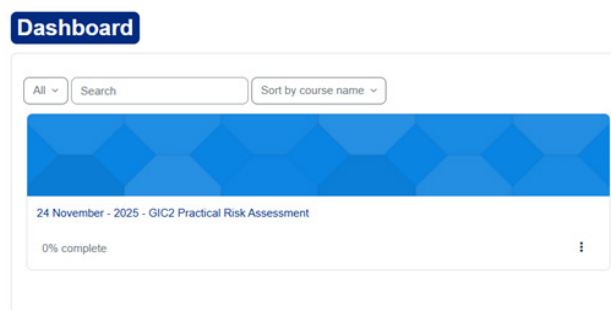 Dashboard
All
Search
Sort by course name
24 November - 2025 - GIC2 Practical Risk Assessment
0% complete